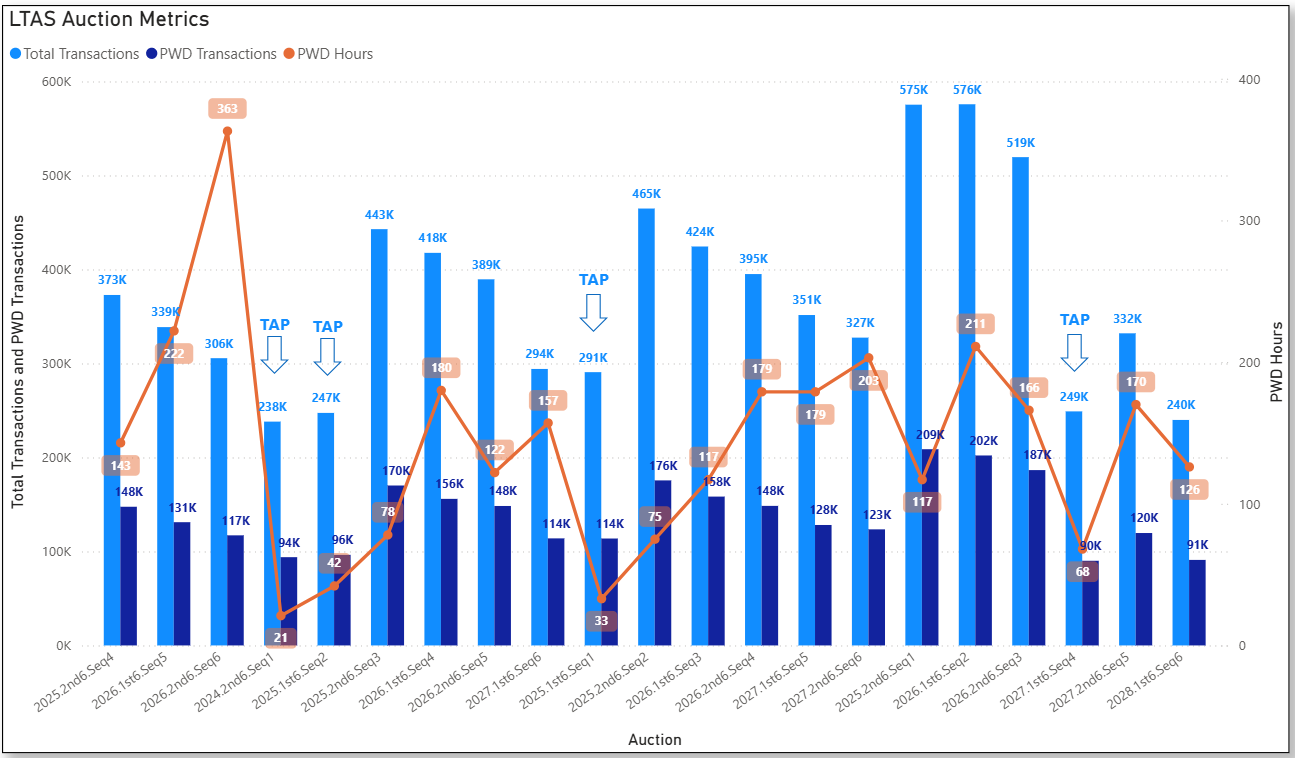 LTAS Auction Metrics
Total Transactions PWD Transactions PWD Hours
600K
500K
400K
300K
200K
100K
0K
Total Transactions and PWD Transactions
400
300
200
100
0
PWD Hours
373K
339K
306K
238K
247K
443K
418K
389K
294K
291K
465K
424K
395K
351K
327K
575K
576K
519K
249K
332K
240K
148K
131K
117K
94K
96K
170K
156K
148K
114K
114K
176K
158K
148K
128K
123K
209K
202K
187K
90K
120K
91K
143
222
363
21
42
78
180
122
157
33
75
117
179
179
203
117
211
166
68
170
126
TAP
TAP
TAP
TAP
2025.2nd6.Seq4
2026.1st6.Seq5
2026.2nd6.Seq6
2024.2nd6.Seq1
2025.1st6.Seq2
2025.2nd6.Seq3
2026.1st6.Seq4
2026.2nd6.Seq5
2027.1st6.Seq6
2025.1st6.Seq1
2025.2nd6.Seq2
2026.1st6.Seq3
2026.2nd6.Seq4
2027.1st6.Seq5
2027.2nd6.Seq6
2025.2nd6.Seq1
2026.1st6.Seq2
2026.2nd6.Seq3
2027.1st6.Seq4
2027.2nd6.Seq5
2028.1st6.Seq6
Auction